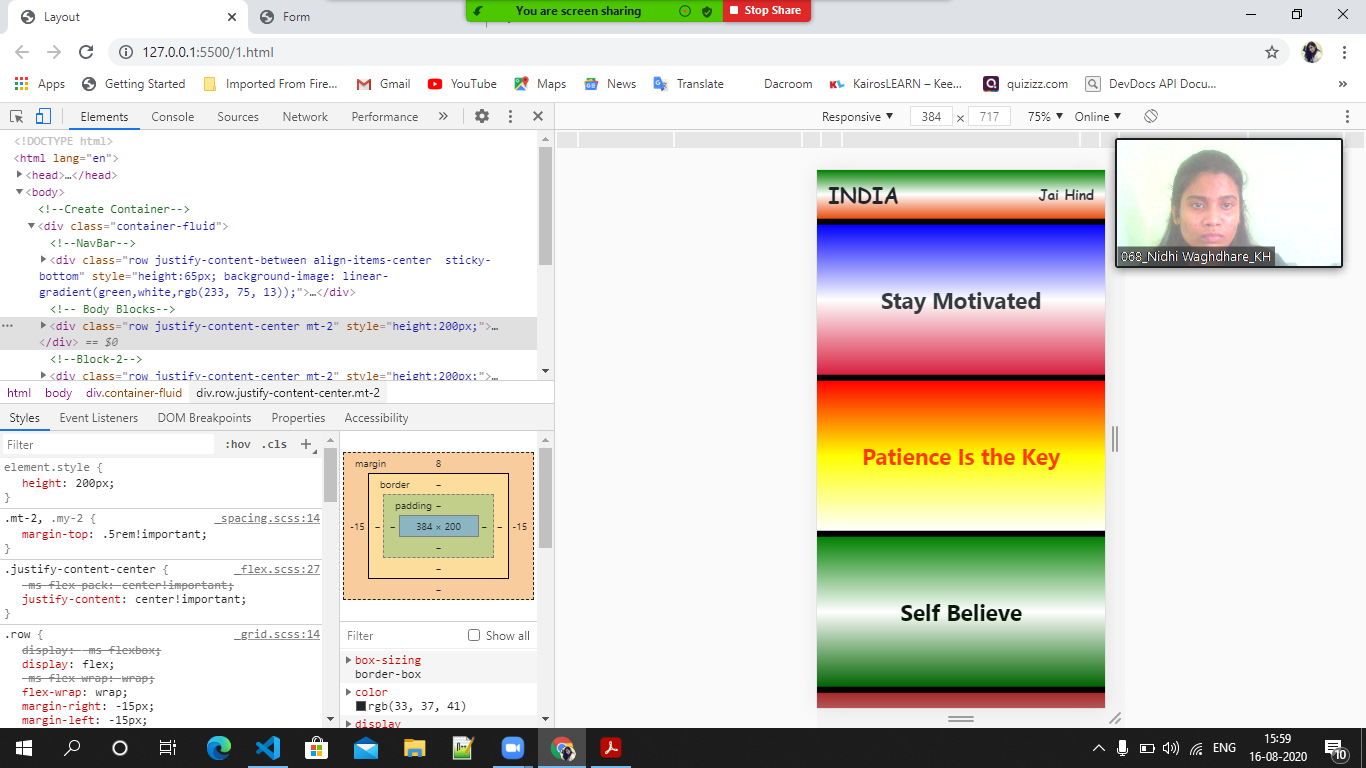 Layout
Form
You are screen sharing
Stop Share
127.0.0.1:5500/1.html
Apps
Getting Started
Imported From Fire...
Gmail
YouTube
Maps
News
Translate
Dacroom
KairosLEARN – Kee...
quizizz.com
DevDocs API Docu...
»
Elements
Console
Sources
Network
Performance
»
Responsive ▼
384
×
717
75% ▼
Online ▼
<!DOCTYPE html>
<html lang="en">
<head>…</head>
<body>
<!--Create Container-->
<div class="container-fluid">
<!--NavBar-->
<div class="row justify-content-between align-items-center  sticky-
bottom" style="height:65px; background-image: linear-
gradient(green,white,rgb(233, 75, 13));">…</div>
<!-- Body Blocks-->
<div class="row justify-content-center mt-2" style="height:200px;">…
</div> == $0
<!--Block-2-->
<div class="row justify-content-center mt-2" style="height:200px;">…
html body div.container-fluid div.row.justify-content-center.mt-2
Styles
Event Listeners
DOM Breakpoints
Properties
Accessibility
Filter
:hov .cls +
element.style {
height: 200px;
}
.mt-2, .my-2 {
_spacing.scss:14
margin-top: .5rem!important;
}
.justify-content-center {
_flex.scss:27
-ms-flex-pack: center!important;
justify-content: center!important;
}
.row {
_grid.scss:14
display: -ms-flexbox;
display: flex;
-ms-flex-wrap: wrap;
flex-wrap: wrap;
margin-right: -15px;
margin-left: -15px;
margin 8
border –
padding –
-15 – – 384 × 200 – – -15
–
–
–
Filter
Show all
box-sizing
border-box
color
rgb(33, 37, 41)
display
INDIA
Jai Hind
Stay Motivated
Patience Is the Key
Self Believe
068_Nidhi Waghdhare_KH
ENG
15:59
16-08-2020
10